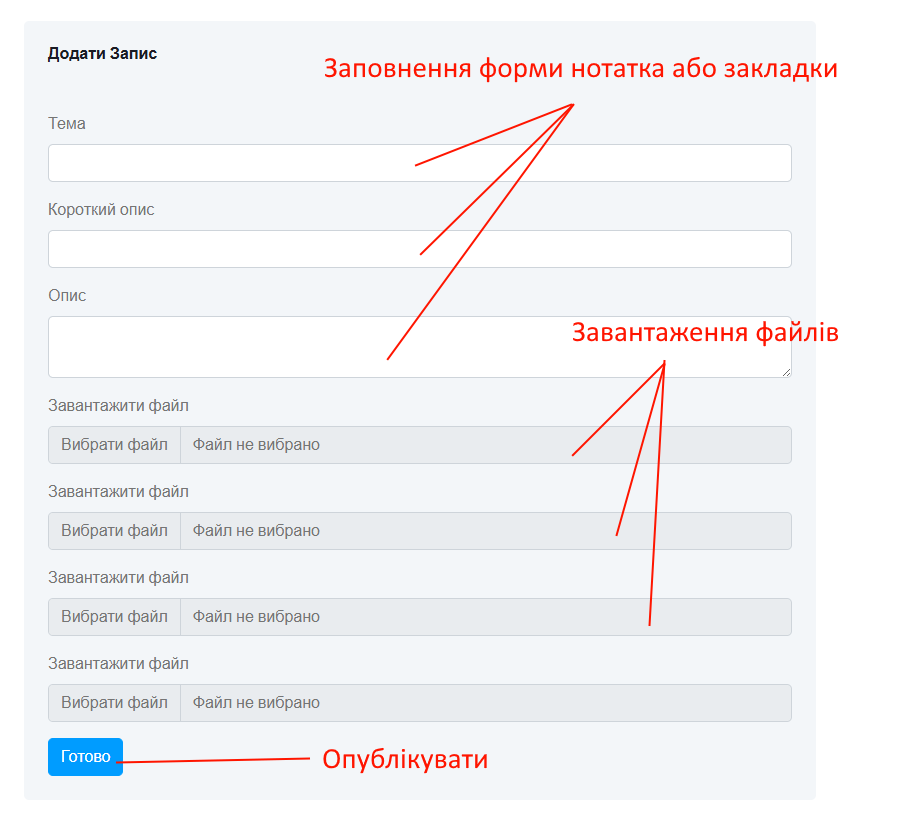 Додати Запис
Заповнення форми нотатка або закладки
Тема
Короткий опис
Опис
Завантаження файлів
Завантажити файл
Вибрати файл Файл не вибрано
Завантажити файл
Вибрати файл Файл не вибрано
Завантажити файл
Вибрати файл Файл не вибрано
Завантажити файл
Вибрати файл Файл не вибрано
Готово
Опублікувати